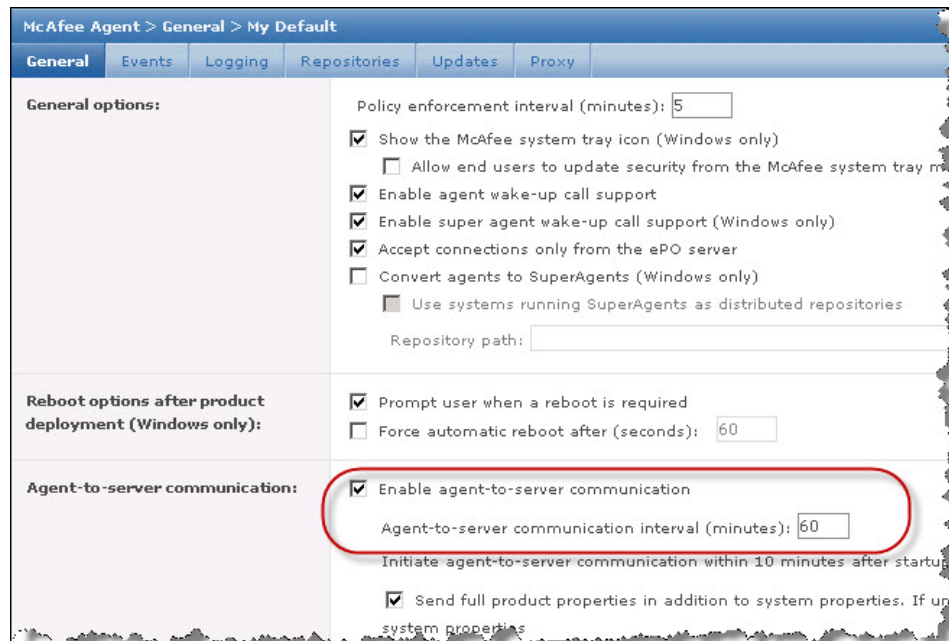 McAfee Agent > General > My Default
General Events Logging Repositories Updates Proxy
General options:
Policy enforcement interval (minutes): 5
Show the McAfee system tray icon (Windows only)
Allow end users to update security from the McAfee system tray
Enable agent wake-up call support
Enable super agent wake-up call support (Windows only)
Accept connections only from the ePO server
Convert agents to SuperAgents (Windows only)
Use systems running SuperAgents as distributed repositories
Repository path:
Reboot options after product
deployment (Windows only):
Prompt user when a reboot is required
Force automatic reboot after (seconds): 60
Agent-to-server communication:
Enable agent-to-server communication
Agent-to-server communication interval (minutes): 60
Initiate agent-to-server communication within 10 minutes after startup
Send full product properties in addition to system properties. If
system properties